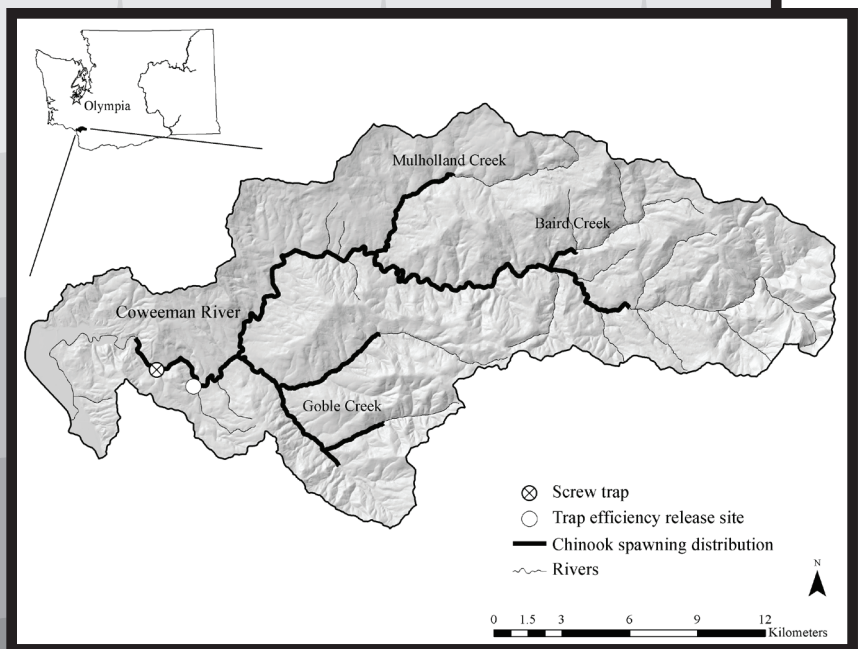 Olympia
Mulholland Creek
Baird Creek
Coweeman River
Goble Creek
Screw trap
Trap efficiency release site
Chinook spawning distribution
Rivers
N
0 1.5 3 6 9 12
Kilometers